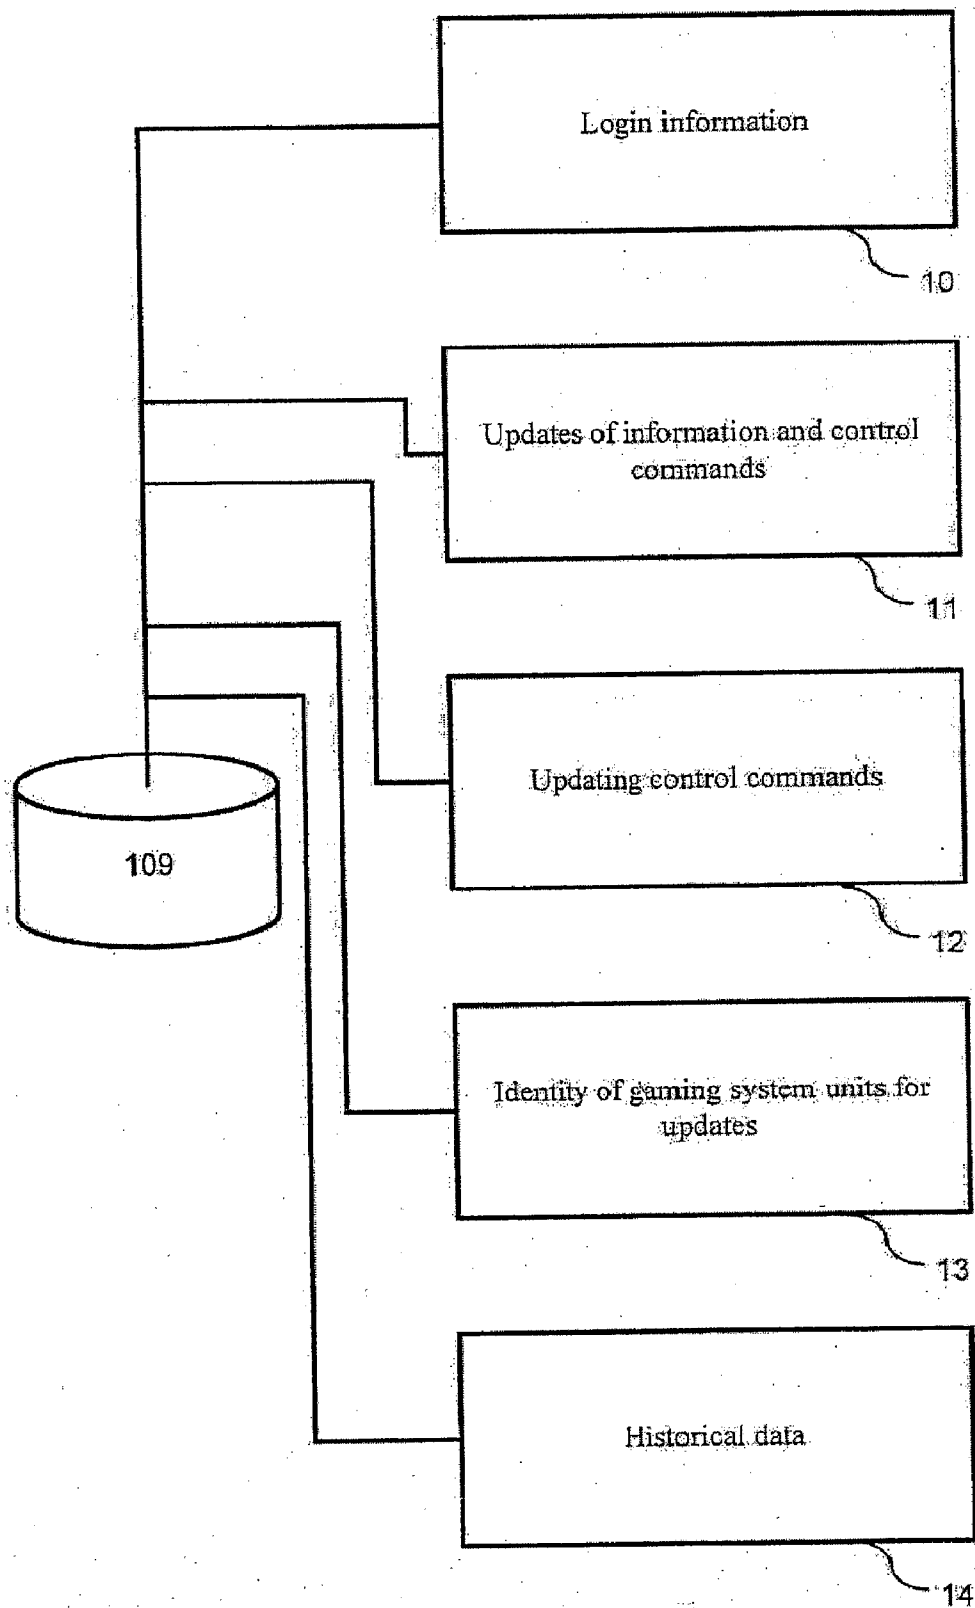 Login information
10
Updates of information and control
commands
11
Updating control commands
12
109
Identity of gaming system units for
updates
13
Historical data
14